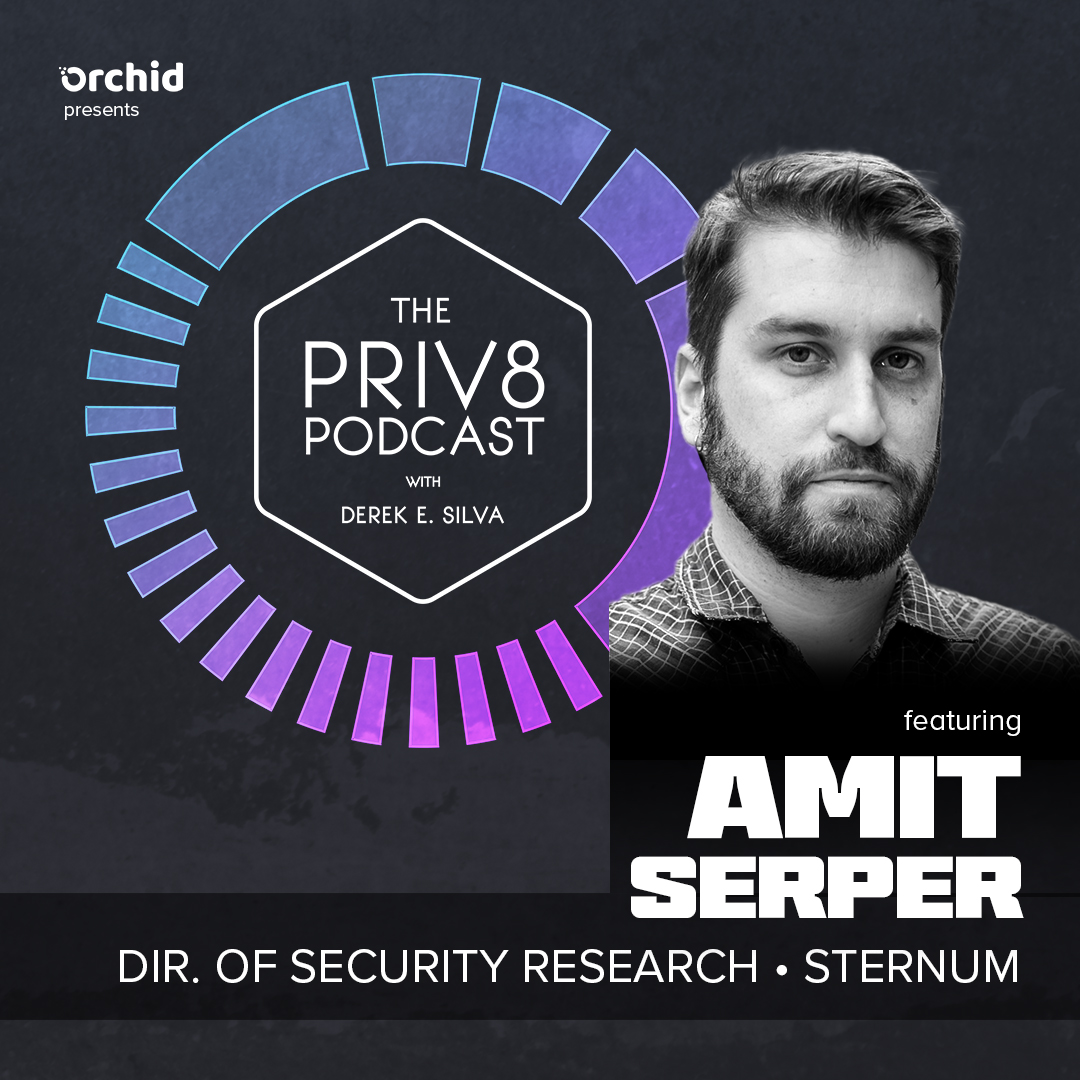 Orchid
presents
THE
PRIV8
PODCAST
WITH
DEREK E. SILVA
featuring
AMIT
SERPER
DIR. OF SECURITY RESEARCH • STERNUM